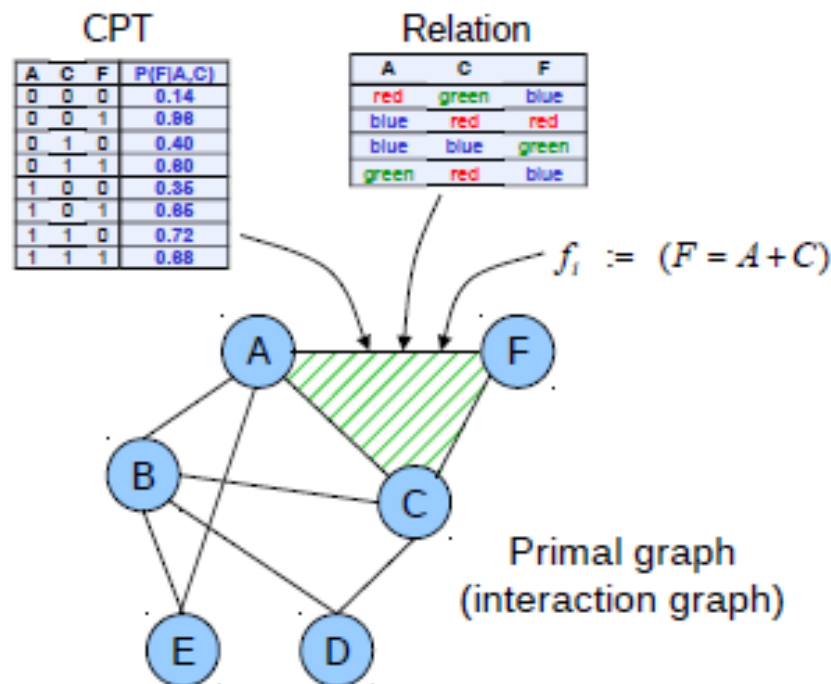 CPT
Relation
A C F P(F|A,C)
0 0 0 0.14
0 0 1 0.96
0 1 0 0.40
0 1 1 0.60
1 0 0 0.35
1 0 1 0.65
1 1 0 0.72
1 1 1 0.68
A C F
red green blue
blue red red
blue blue green
green red blue
f_i := (F = A + C)
A
F
B
C
Primal graph
(interaction graph)
E
D